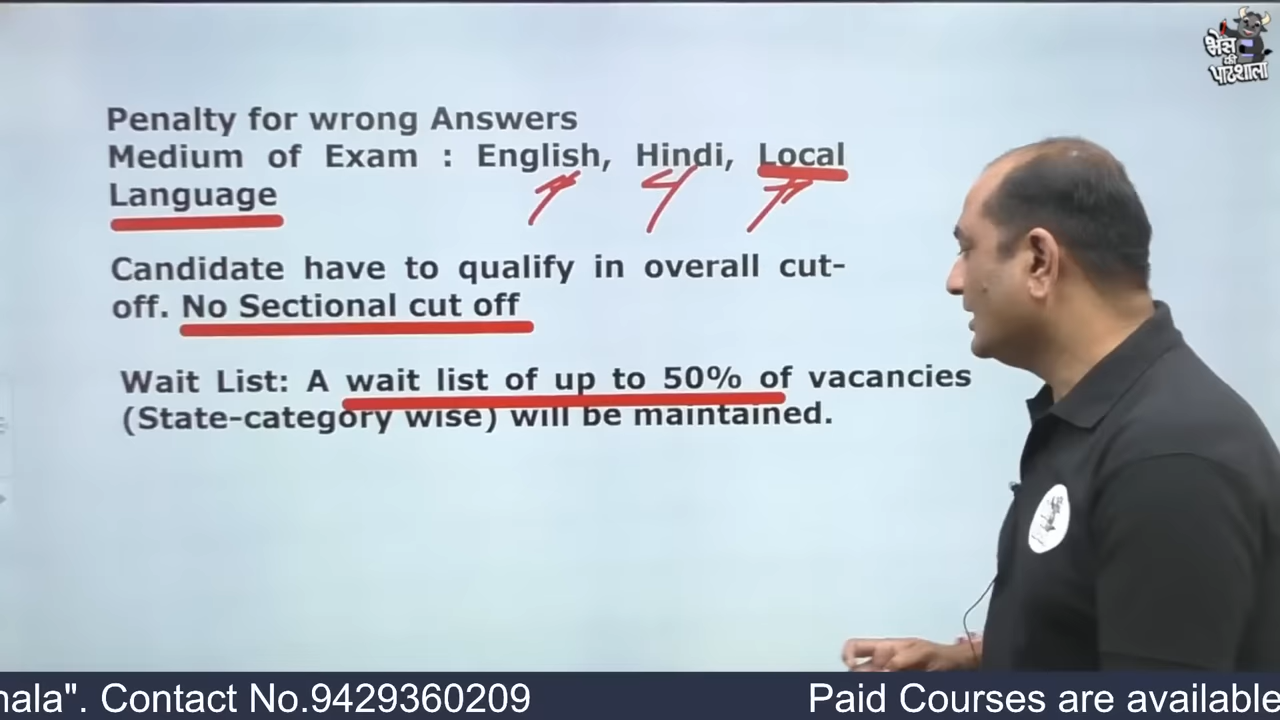 भैंस
की
पाठशाला
Penalty for wrong Answers
Medium of Exam : English, Hindi, Local
Language
Candidate have to qualify in overall cut-
off. No Sectional cut off
Wait List: A wait list of up to 50% of vacancies
(State-category wise) will be maintained.
hala". Contact No.9429360209 Paid Courses are available